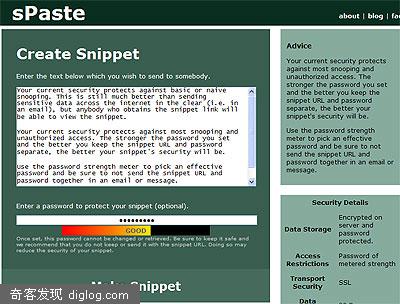 sPaste
about | blog | fac
Create Snippet
Enter the text below which you wish to send to somebody.
Your current security protects against basic or naive
snooping. This is still much better than sending
sensitive data across the internet in the clear (i.e. in
an email), but anybody who obtains the snippet link will
be able to view the snippet.
Your current security protects against most snooping and
unauthorized access. The stronger the password you set
and the better you keep the snippet URL and password
separate, the better your snippet's security will be.
Use the password strength meter to pick an effective
password and be sure to not send the snippet URL and
password together in an email or message.
Enter a password to protect your snippet (optional).
•••••••••
GOOD
Once set, this password cannot be changed or retrieved. Be sure to keep it safe and
we recommend that you do not keep or send it with the snippet URL. Doing so may
reduce the security of your snippet.
Make Snippet
Advice
Your current security protects
against most snooping and
unauthorized access. The
stronger the password you set
and the better you keep the
snippet URL and password
separate, the better your
snippet's security will be.
Use the password strength
meter to pick an effective
password and be sure to not
send the snippet URL and
password together in an email
or message.
Security Details
Data Storage
Encrypted on
server and
password
protected.
Access
Restrictions
Password of
metered strength
Transport
Security
SSL
Data
奇客发现 diglog.com